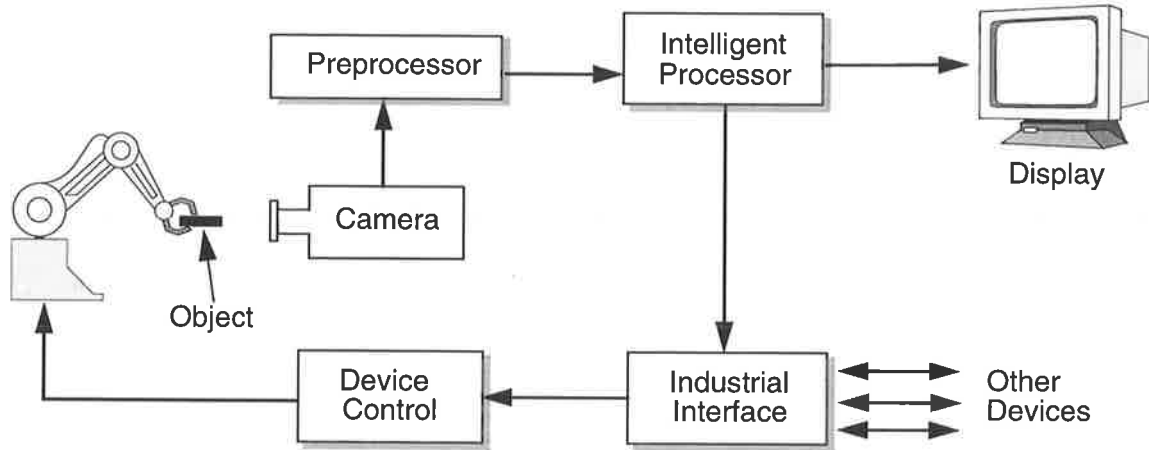 Preprocessor
Intelligent
Processor
Display
Camera
Object
Device
Control
Industrial
Interface
Other
Devices